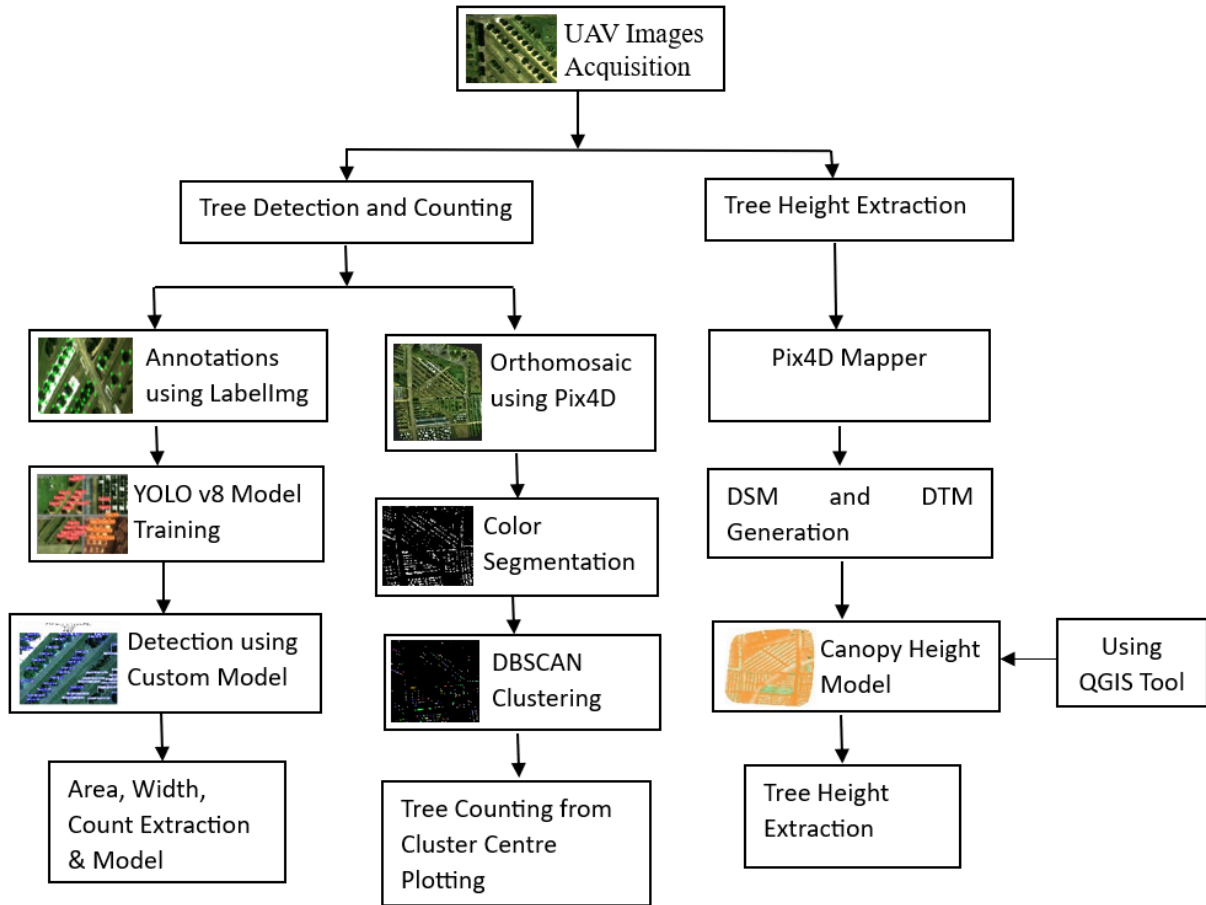 UAV Images
Acquisition
Tree Detection and Counting
Tree Height Extraction
Annotations
using LabelImg
Orthomosaic
using Pix4D
Pix4D Mapper
YOLO v8 Model
Training
Color
Segmentation
DSM and DTM
Generation
Detection using
Custom Model
DBSCAN
Clustering
Canopy Height
Model
Using
QGIS Tool
Area, Width,
Count Extraction
& Model
Tree Counting from
Cluster Centre
Plotting
Tree Height
Extraction